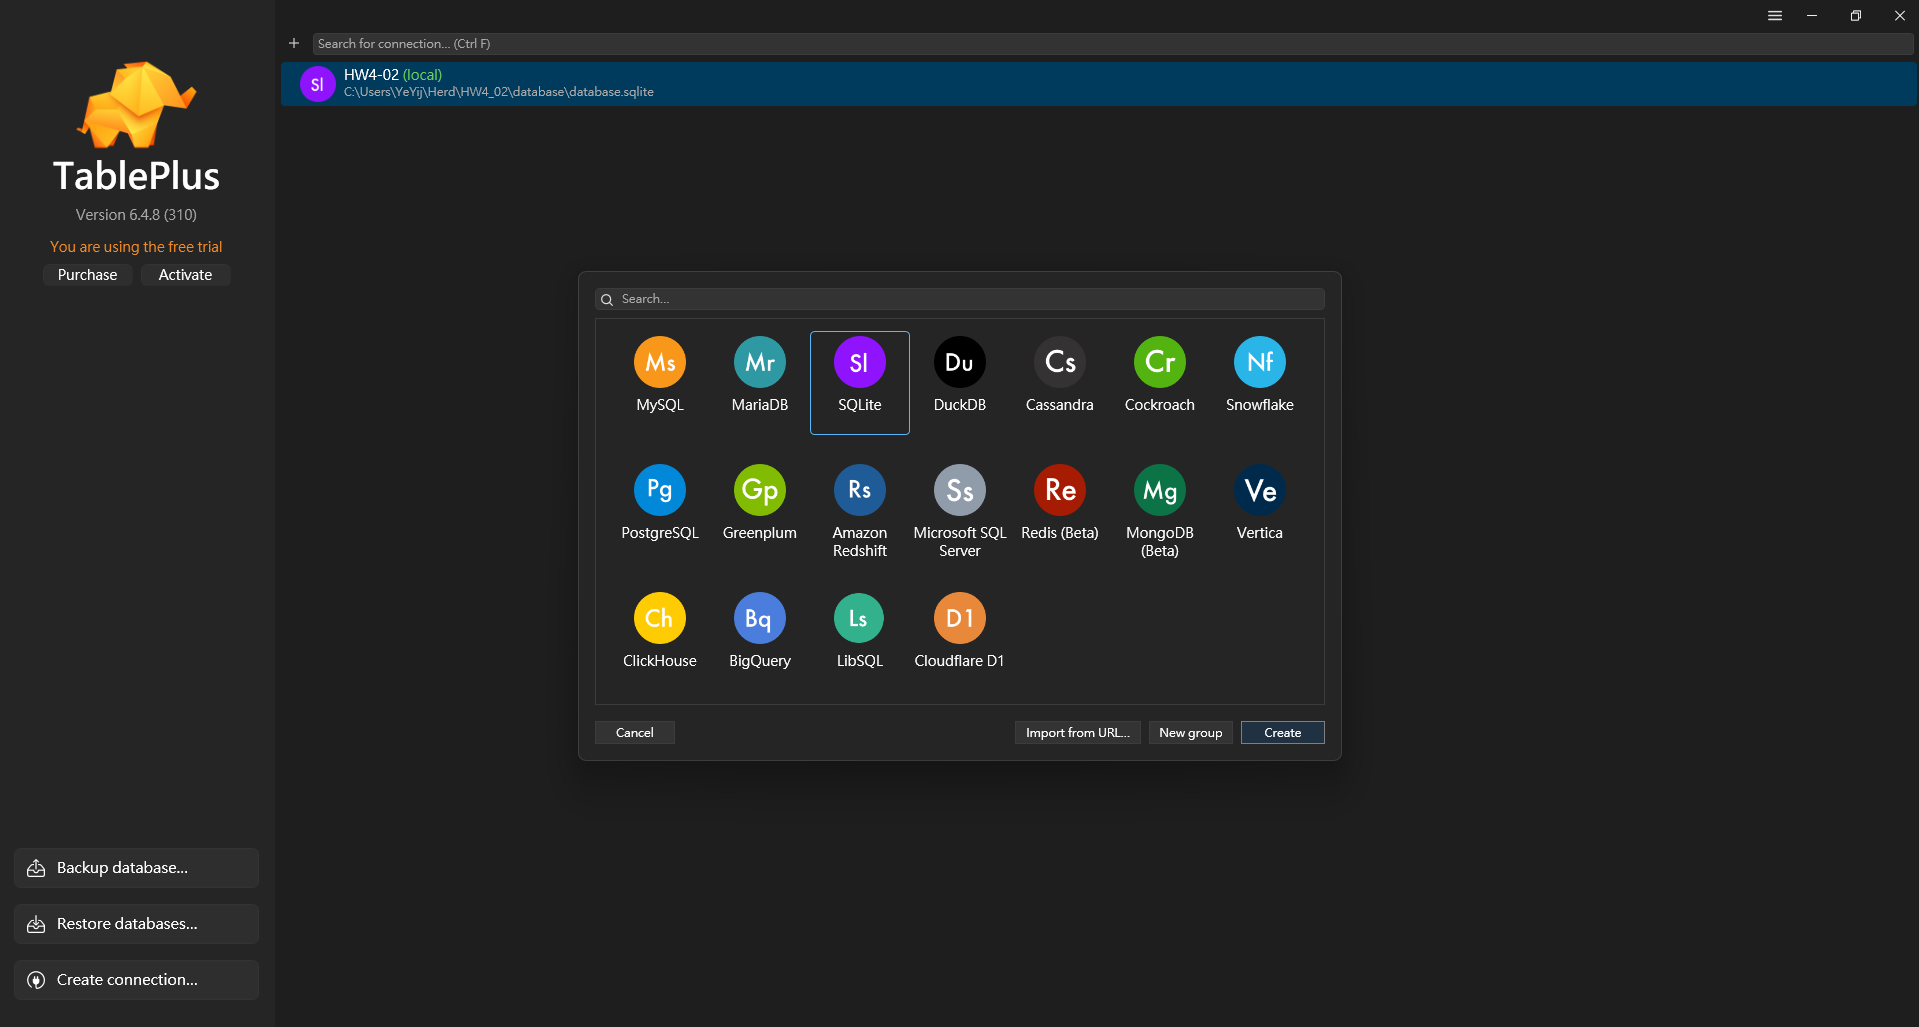 TablePlus
Version 6.4.8 (310)
You are using the free trial
Purchase
Activate
Backup database...
Restore databases...
Create connection...
Search for connection... (Ctrl F)
Sl
HW4-02 (local)
C:\Users\YeYij\Herd\HW4_02\database\database.sqlite
Search...
Ms Mr Sl Du Cs Cr Nf
MySQL MariaDB SQLite DuckDB Cassandra Cockroach Snowflake
Pg Gp Rs Ss Re Mg Ve
PostgreSQL Greenplum Amazon Microsoft SQL Redis (Beta) MongoDB Vertica
Redshift Server (Beta)
Ch Bq Ls D1
ClickHouse BigQuery LibSQL Cloudflare D1
Cancel
Import from URL...
New group
Create